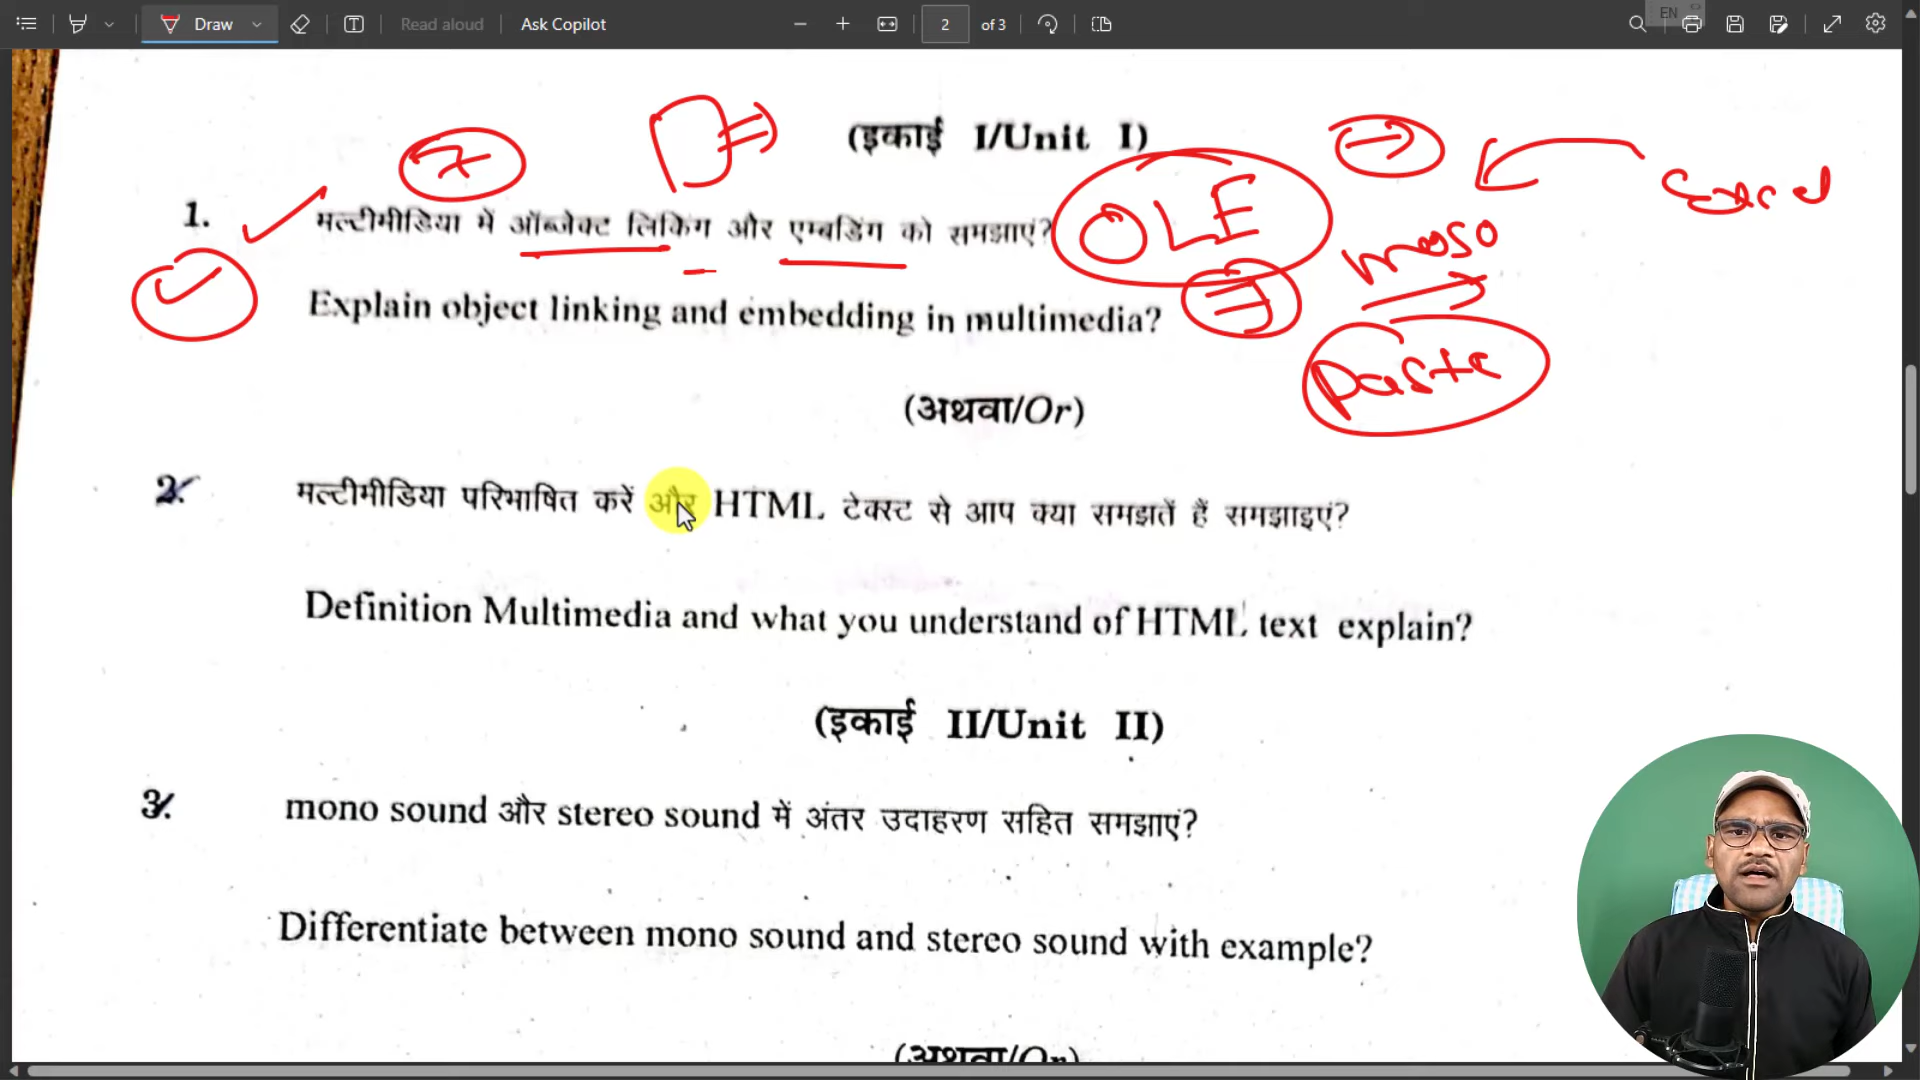 Draw
Read aloud
Ask Copilot
2
of 3
EN
(इकाई I/Unit I)
1. मल्टीमीडिया में ऑब्जेक्ट लिकिंग और एम्बडिंग को समझाएं?
OLE
Excel
Explain object linking and embedding in multimedia?
Paste
(अथवा/Or)
2. मल्टीमीडिया परिभाषित करें और HTML टेक्स्ट से आप क्या समझतें हैं समझाइएं?
Definition Multimedia and what you understand of HTML text explain?
(इकाई II/Unit II)
3. mono sound और stereo sound में अंतर उदाहरण सहित समझाएं?
Differentiate between mono sound and stereo sound with example?
(अथवा/Or)